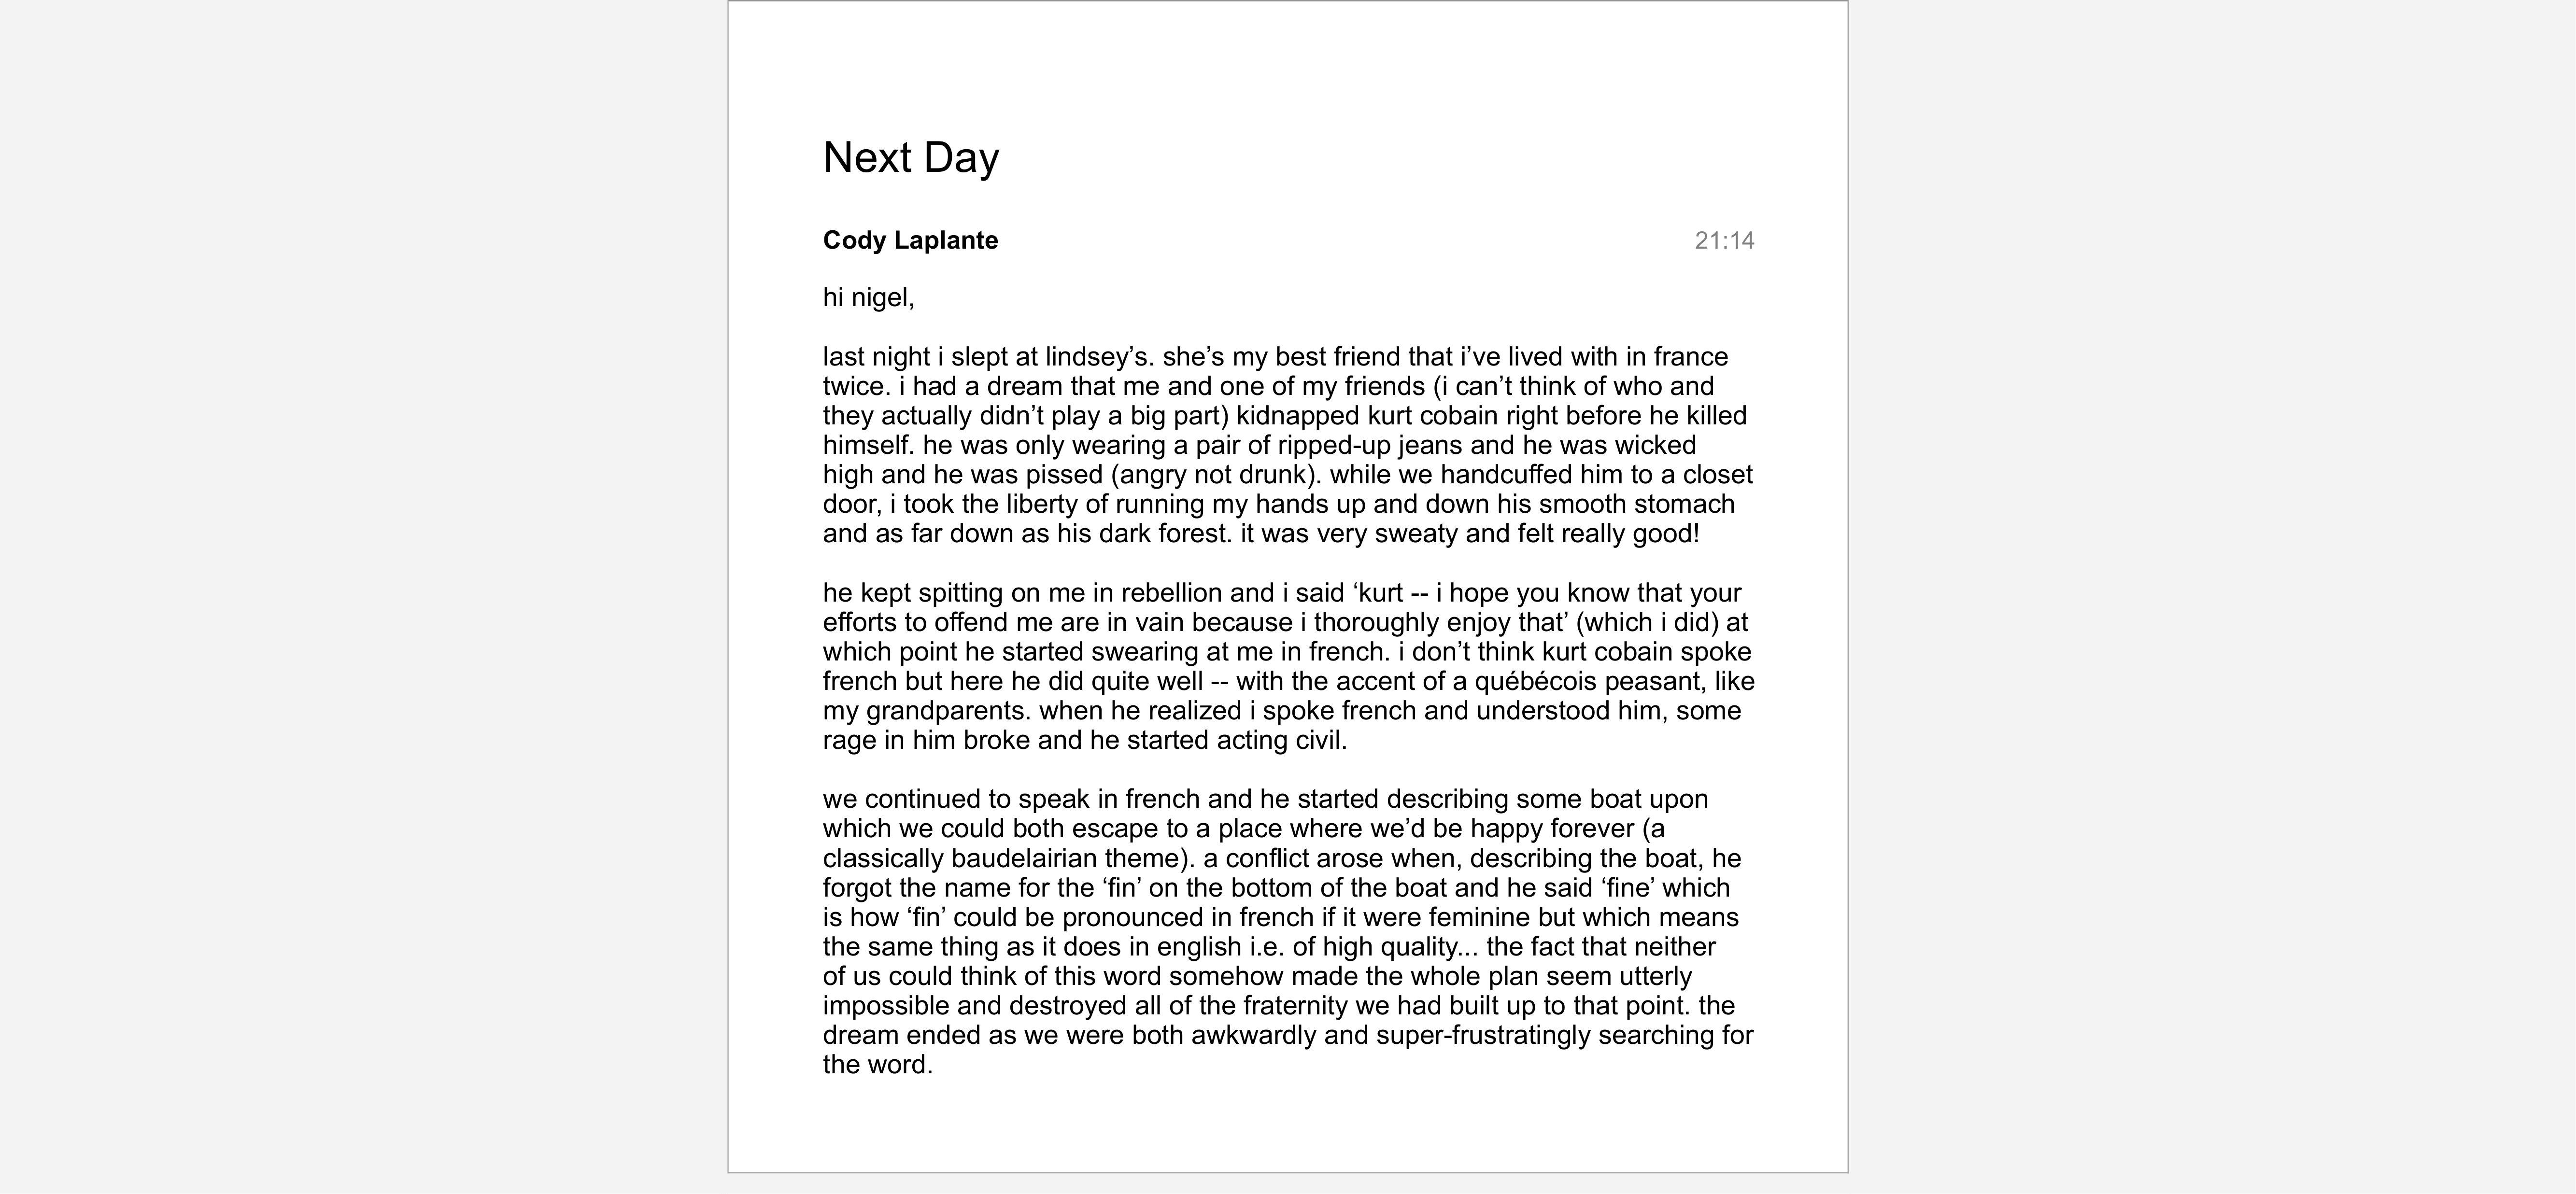 Next Day
Cody Laplante 21:14
hi nigel,
last night i slept at lindsey’s. she’s my best friend that i’ve lived with in france
twice. i had a dream that me and one of my friends (i can’t think of who and
they actually didn’t play a big part) kidnapped kurt cobain right before he killed
himself. he was only wearing a pair of ripped-up jeans and he was wicked
high and he was pissed (angry not drunk). while we handcuffed him to a closet
door, i took the liberty of running my hands up and down his smooth stomach
and as far down as his dark forest. it was very sweaty and felt really good!
he kept spitting on me in rebellion and i said ‘kurt -- i hope you know that your
efforts to offend me are in vain because i thoroughly enjoy that’ (which i did) at
which point he started swearing at me in french. i don’t think kurt cobain spoke
french but here he did quite well -- with the accent of a québécois peasant, like
my grandparents. when he realized i spoke french and understood him, some
rage in him broke and he started acting civil.
we continued to speak in french and he started describing some boat upon
which we could both escape to a place where we’d be happy forever (a
classically baudelairian theme). a conflict arose when, describing the boat, he
forgot the name for the ‘fin’ on the bottom of the boat and he said ‘fine’ which
is how ‘fin’ could be pronounced in french if it were feminine but which means
the same thing as it does in english i.e. of high quality... the fact that neither
of us could think of this word somehow made the whole plan seem utterly
impossible and destroyed all of the fraternity we had built up to that point. the
dream ended as we were both awkwardly and super-frustratingly searching for
the word.